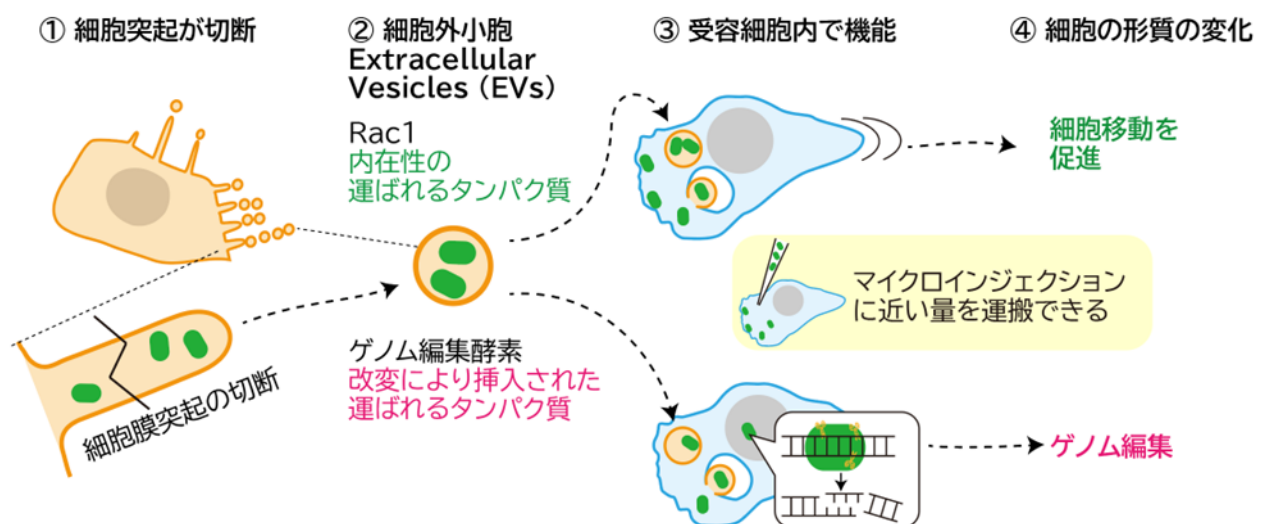 ① 細胞突起が切断
② 細胞外小胞
Extracellular
Vesicles（EVs）
Rac1
内在性の
運ばれるタンパク質
ゲノム編集酵素
改変により挿入された
運ばれるタンパク質
細胞膜突起の切断
③ 受容細胞内で機能
マイクロインジェクション
に近い量を運搬できる
④ 細胞の形質の変化
細胞移動を
促進
ゲノム編集